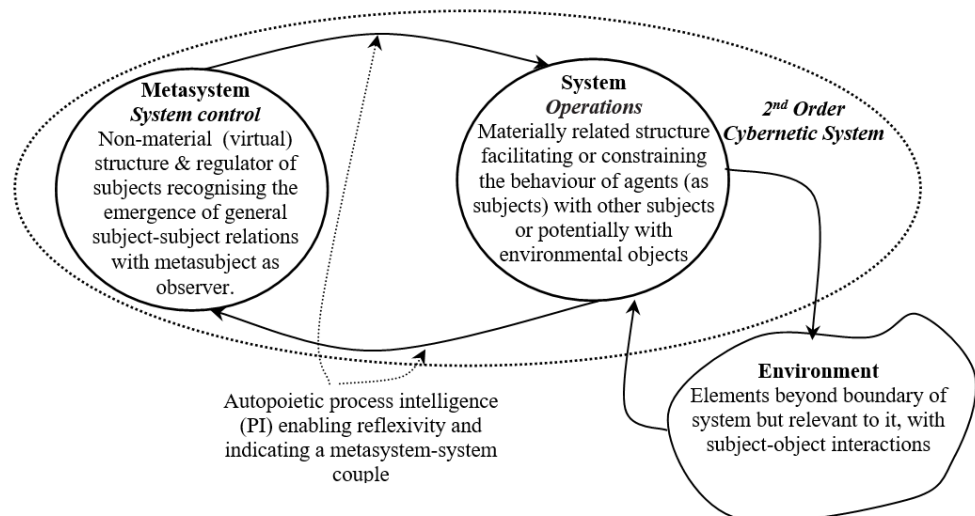 Metasystem
System control
Non-material (virtual)
structure & regulator of
subjects recognising the
emergence of general
subject-subject relations
with metasubject as
observer.
System
Operations
Materially related structure
facilitating or constraining
the behaviour of agents (as
subjects) with other subjects
or potentially with
environmental objects
2nd Order
Cybernetic System
Autopoietic process intelligence
(PI) enabling reflexivity and
indicating a metasystem-system
couple
Environment
Elements beyond boundary of
system but relevant to it, with
subject-object interactions